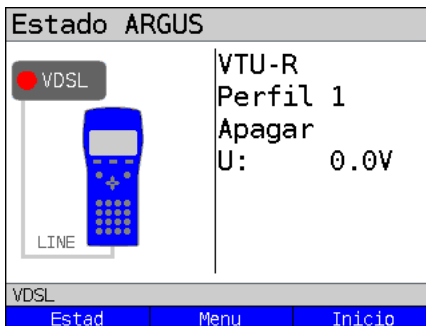 Estado ARGUS
VDSL
LINE
VTU-R
Perfil 1
Apagar
U: 0.0V
VDSL
Estad Menu Inicio